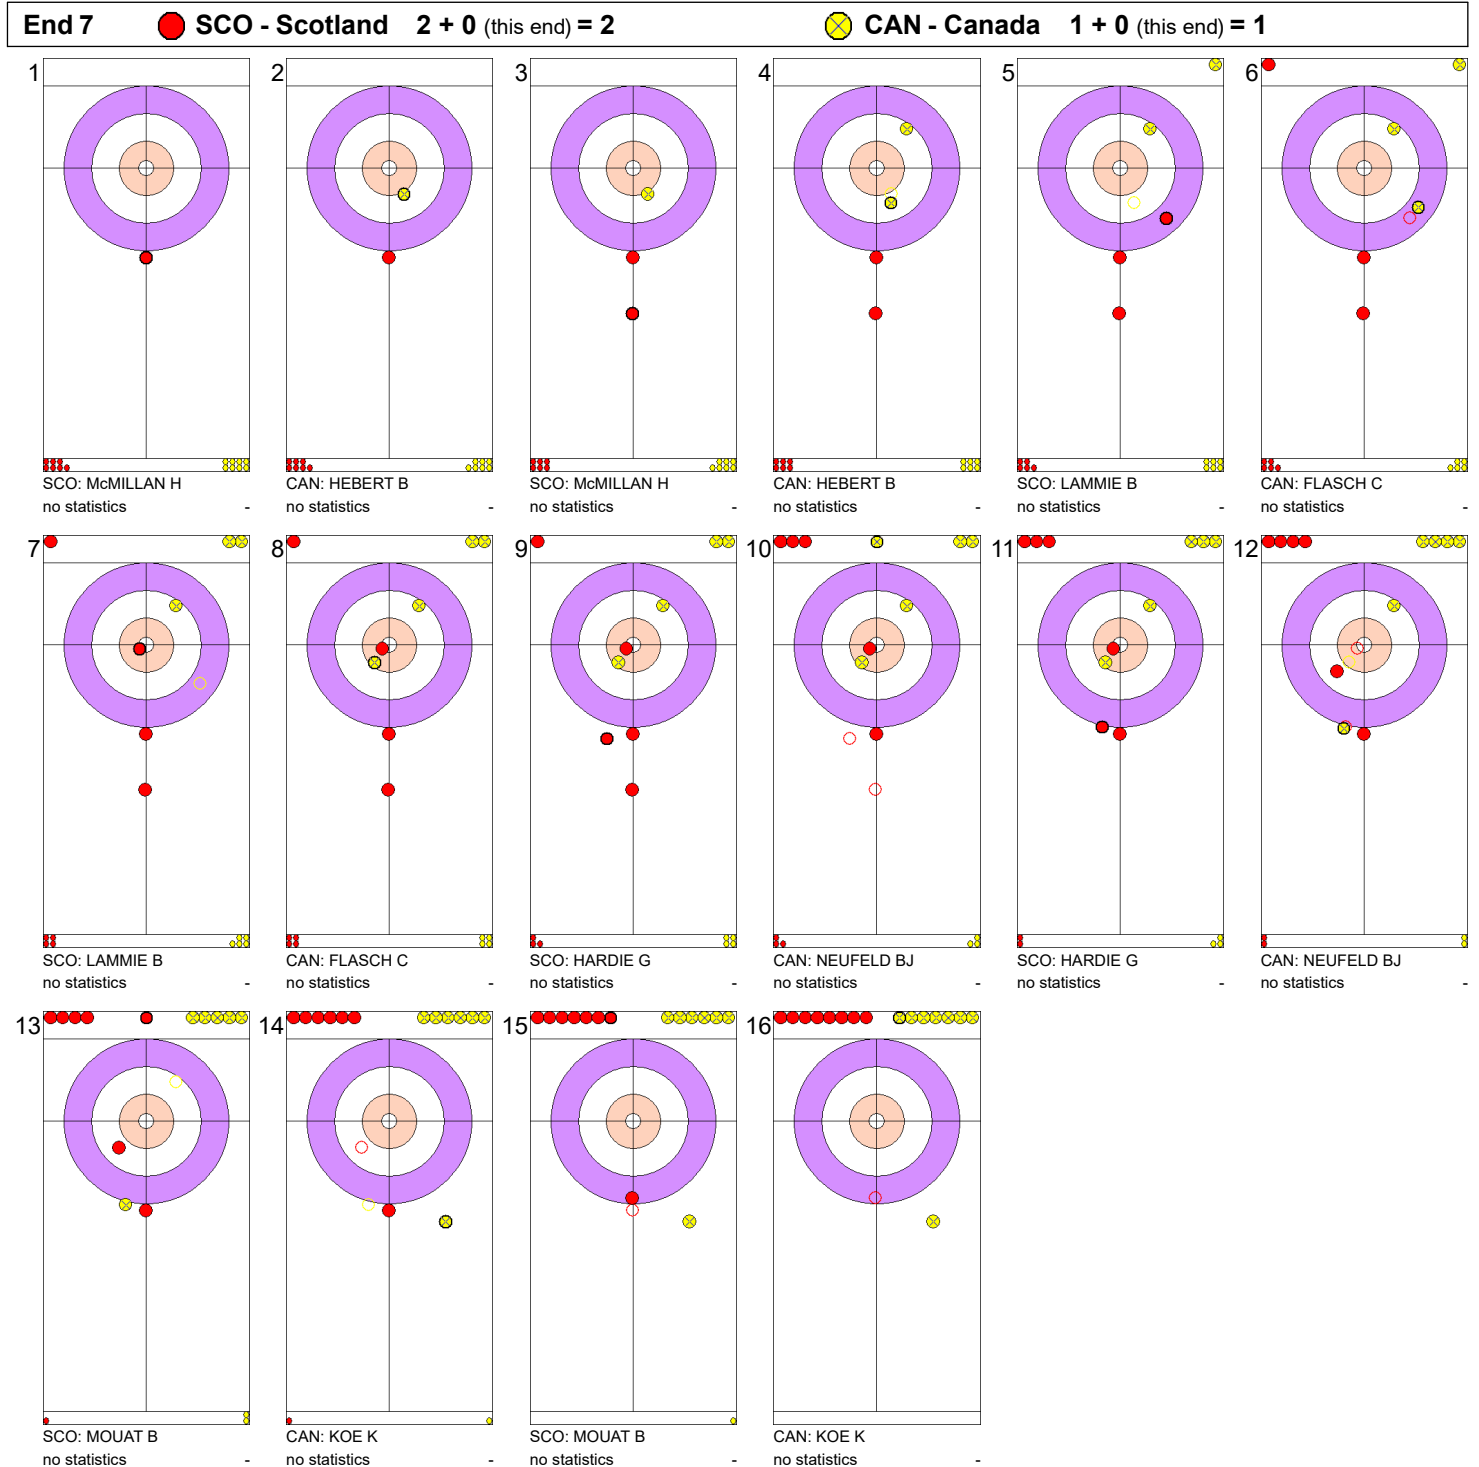 End 7 SCO - Scotland 2 + 0 (this end) = 2 CAN - Canada 1 + 0 (this end) = 1
1 2 3 4 5 6
SCO: McMILLAN H CAN: HEBERT B SCO: McMILLAN H CAN: HEBERT B SCO: LAMMIE B CAN: FLASCH C
no statistics - no statistics - no statistics - no statistics - no statistics - no statistics -
7 8 9 10 11 12
SCO: LAMMIE B CAN: FLASCH C SCO: HARDIE G CAN: NEUFELD BJ SCO: HARDIE G CAN: NEUFELD BJ
no statistics - no statistics - no statistics - no statistics - no statistics - no statistics -
13 14 15 16
SCO: MOUAT B CAN: KOE K SCO: MOUAT B CAN: KOE K
no statistics - no statistics - no statistics - no statistics -